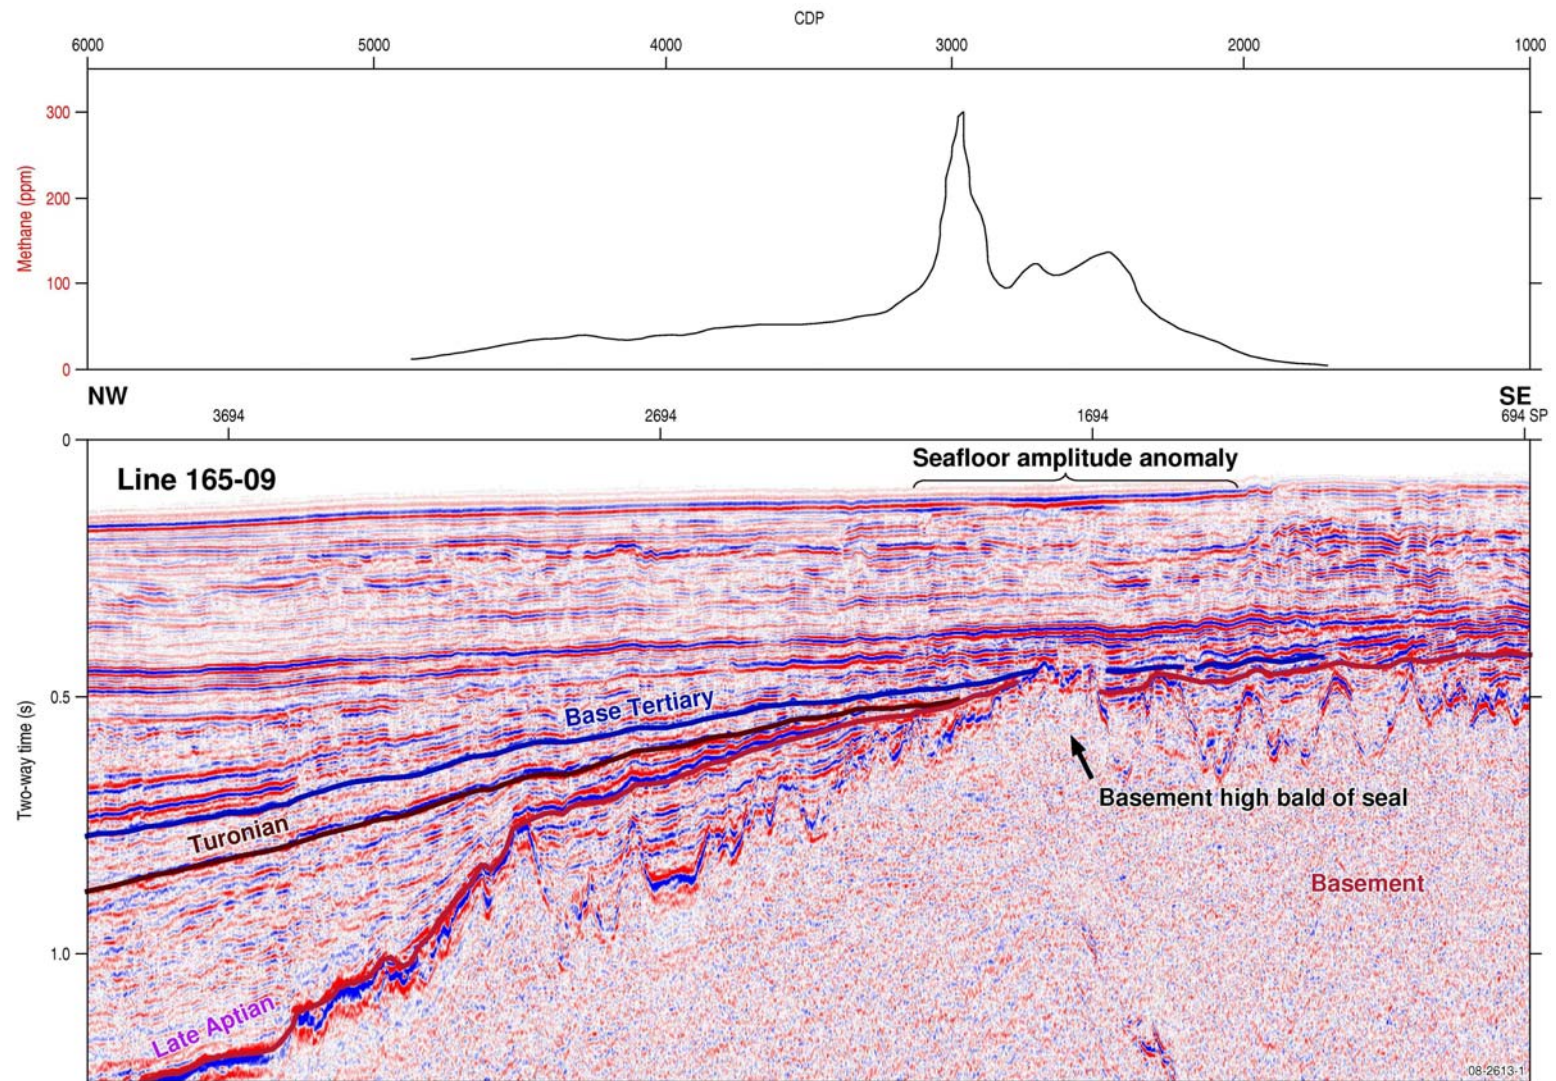 CDP
6000 5000 4000 3000 2000 1000
300
200
100
0
Methane (ppm)
NW SE
3694 2694 1694 694 SP
0
Line 165-09
Seafloor amplitude anomaly
0.5
Base Tertiary
Two-way time (s)
Basement high bald of seal
Turonian
Basement
1.0
Late Aptian
08-2613-1